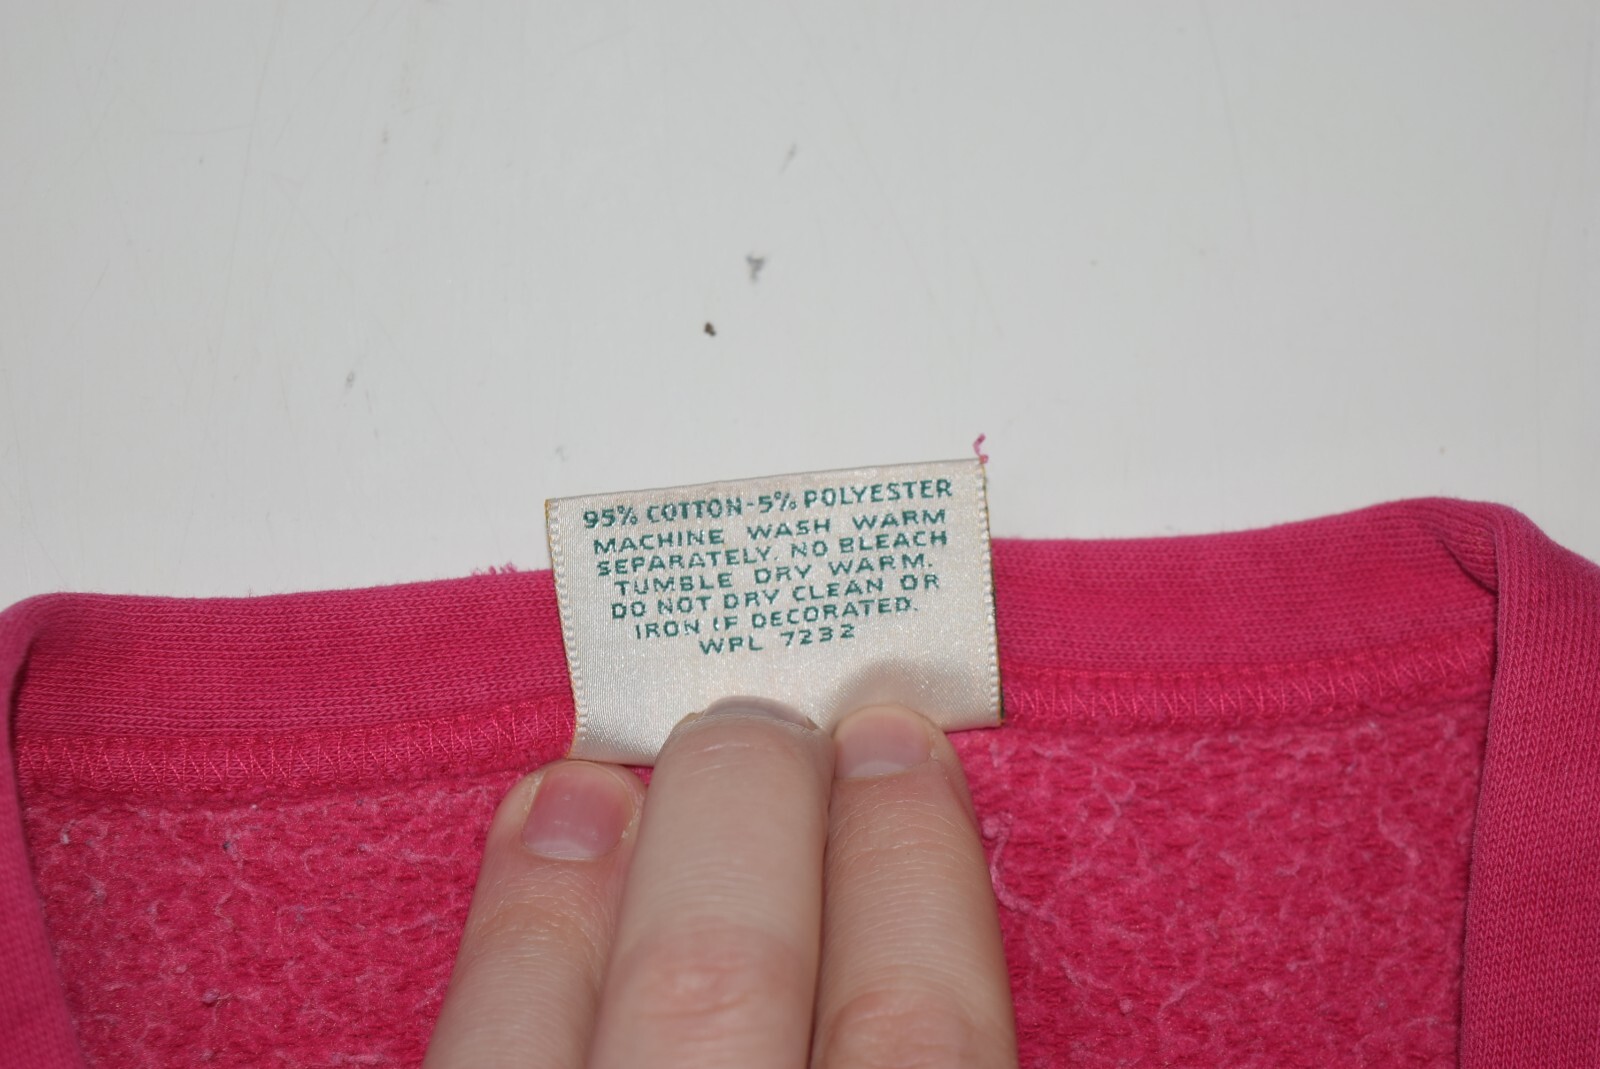 95% COTTON-5% POLYESTER
MACHINE WASH WARM
SEPARATELY. NO BLEACH
TUMBLE DRY WARM.
DO NOT DRY CLEAN OR
IRON IF DECORATED.
WPL 7232